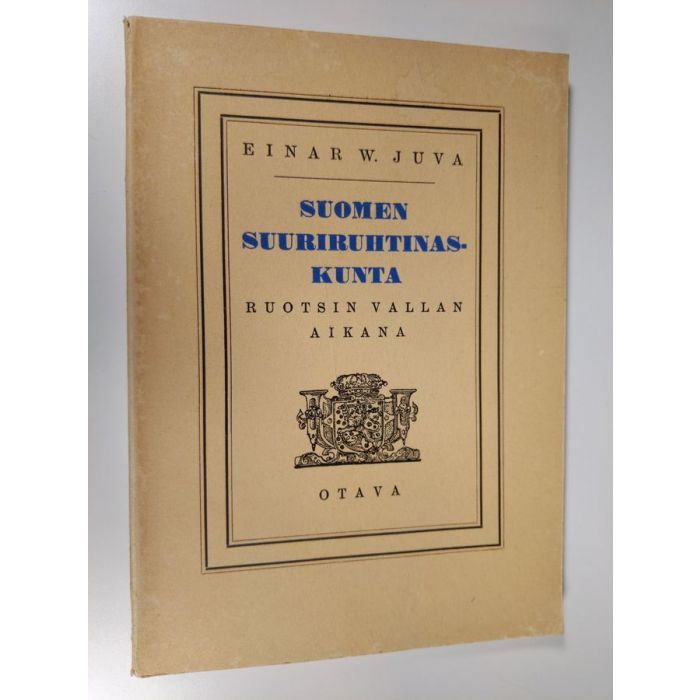 EINAR W. JUVA
SUOMEN
SUURIRUHTINAS-
KUNTA
RUOTSIN VALLAN
AIKANA
OTAVA